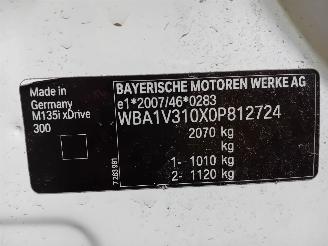 BAYERISCHE MOTOREN WERKE AG
Made in
Germany
M135i xDrive
300
e1*2007/46*0283
WBA1V310X0P812724
2070 kg
kg
1- 1010 kg
2- 1120 kg